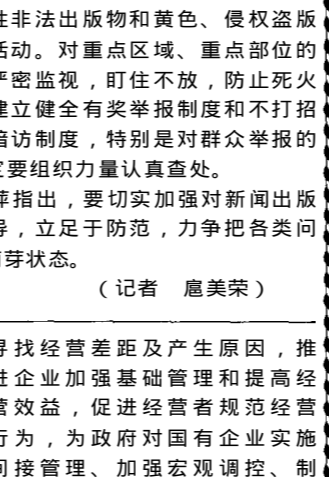 性非法出版物和黄色、侵权盗版
活动。对重点区域、重点部位的
严密监视，盯住不放，防止死火
建立健全有奖举报制度和不打招
暗访制度，特别是对群众举报的
定要组织力量认真查处。
萍指出，要切实加强对新闻出版
导，立足于防范，力争把各类问
萌芽状态。
（记者 扈美荣）
寻找经营差距及产生原因，推
进企业加强基础管理和提高经
营效益，促进经营者规范经营
行为，为政府对国有企业实施
间接管理、加强宏观调控、制